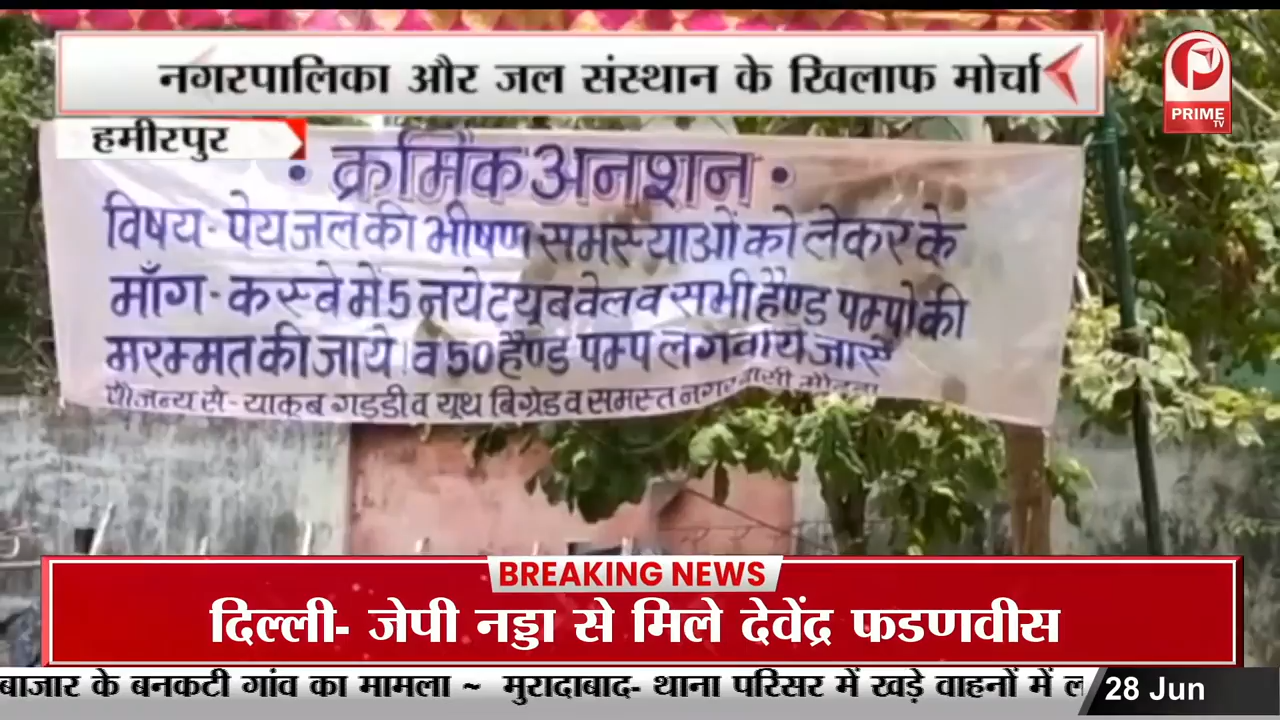 नगरपालिका और जल संस्थान के खिलाफ मोर्चा
PRIME
TV
हमीरपुर
• क्रमिक अनशन •
विषय - पेयजल की भीषण समस्याओं को लेकर के
माँग - कस्बे में 5 नये ट्यूबवेल व सभी हैण्ड पम्पो की
मरम्मत की जाये । व 50 हैण्ड पम्प लगवाये जायें
सौजन्य से - याकूब गड्डी व यूथ बिग्रेड व समस्त नगर वासी मौदहा
BREAKING NEWS
दिल्ली- जेपी नड्डा से मिले देवेंद्र फडणवीस
बाजार के बनकटी गांव का मामला ~ मुरादाबाद- थाना परिसर में खड़े वाहनों में
28 Jun